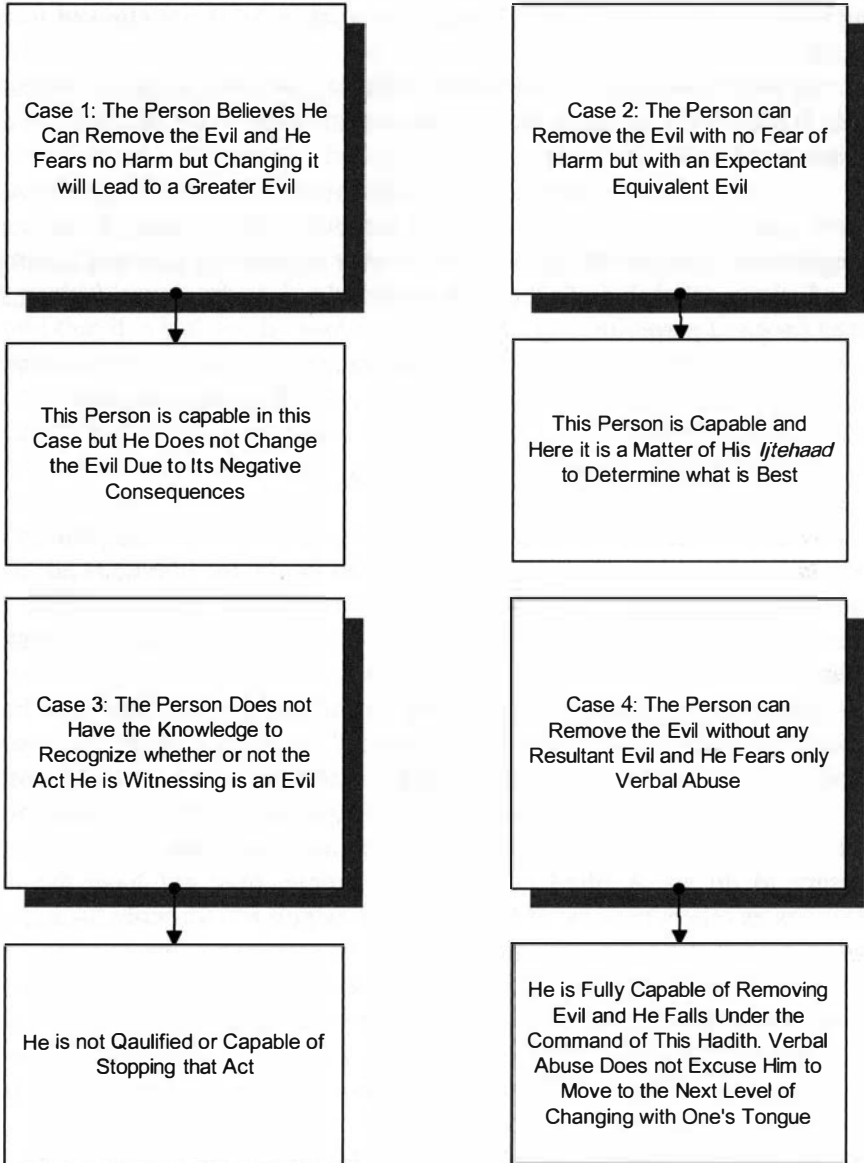 Case 1: The Person Believes He
Can Remove the Evil and He
Fears no Harm but Changing it
will Lead to a Greater Evil
This Person is capable in this
Case but He Does not Change
the Evil Due to Its Negative
Consequences
Case 2: The Person can
Remove the Evil with no Fear of
Harm but with an Expectant
Equivalent Evil
This Person is Capable and
Here it is a Matter of His Ijtehaad
to Determine what is Best
Case 3: The Person Does not
Have the Knowledge to
Recognize whether or not the
Act He is Witnessing is an Evil
He is not Qaulified or Capable of
Stopping that Act
Case 4: The Person can
Remove the Evil without any
Resultant Evil and He Fears only
Verbal Abuse
He is Fully Capable of Removing
Evil and He Falls Under the
Command of This Hadith. Verbal
Abuse Does not Excuse Him to
Move to the Next Level of
Changing with One's Tongue